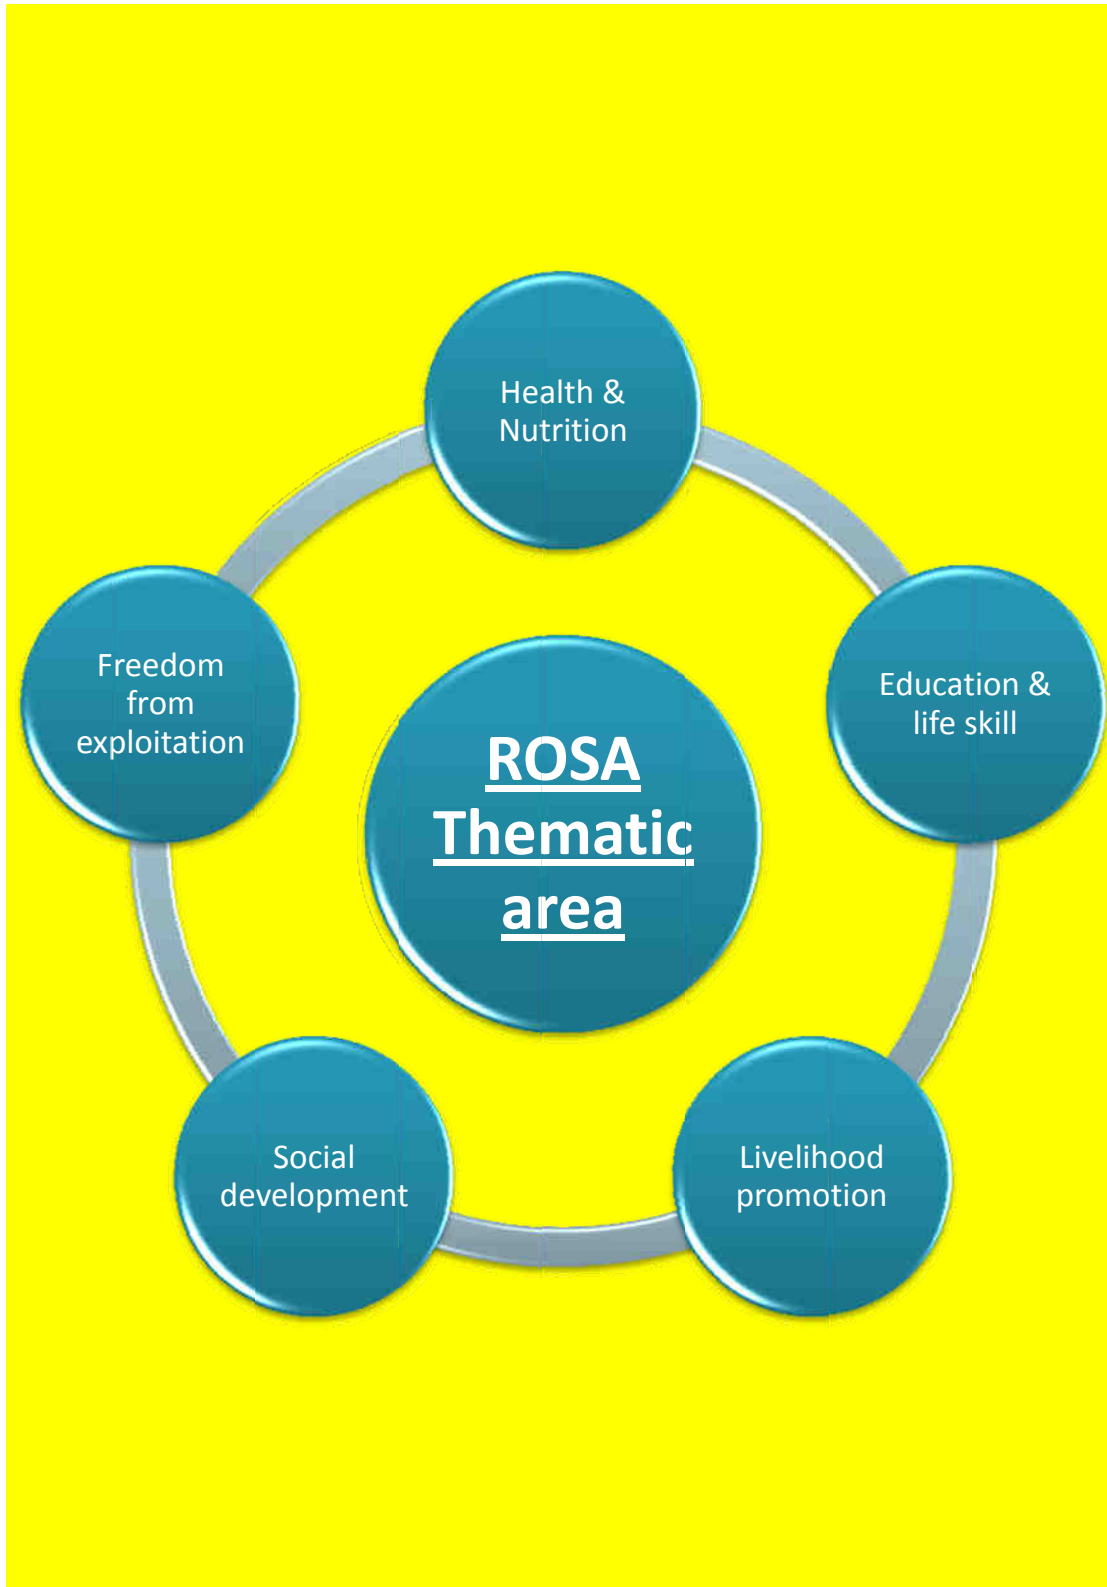 Health &
Nutrition
Freedom
from
exploitation
Education &
life skill
ROSA
Thematic
area
Social
development
Livelihood
promotion